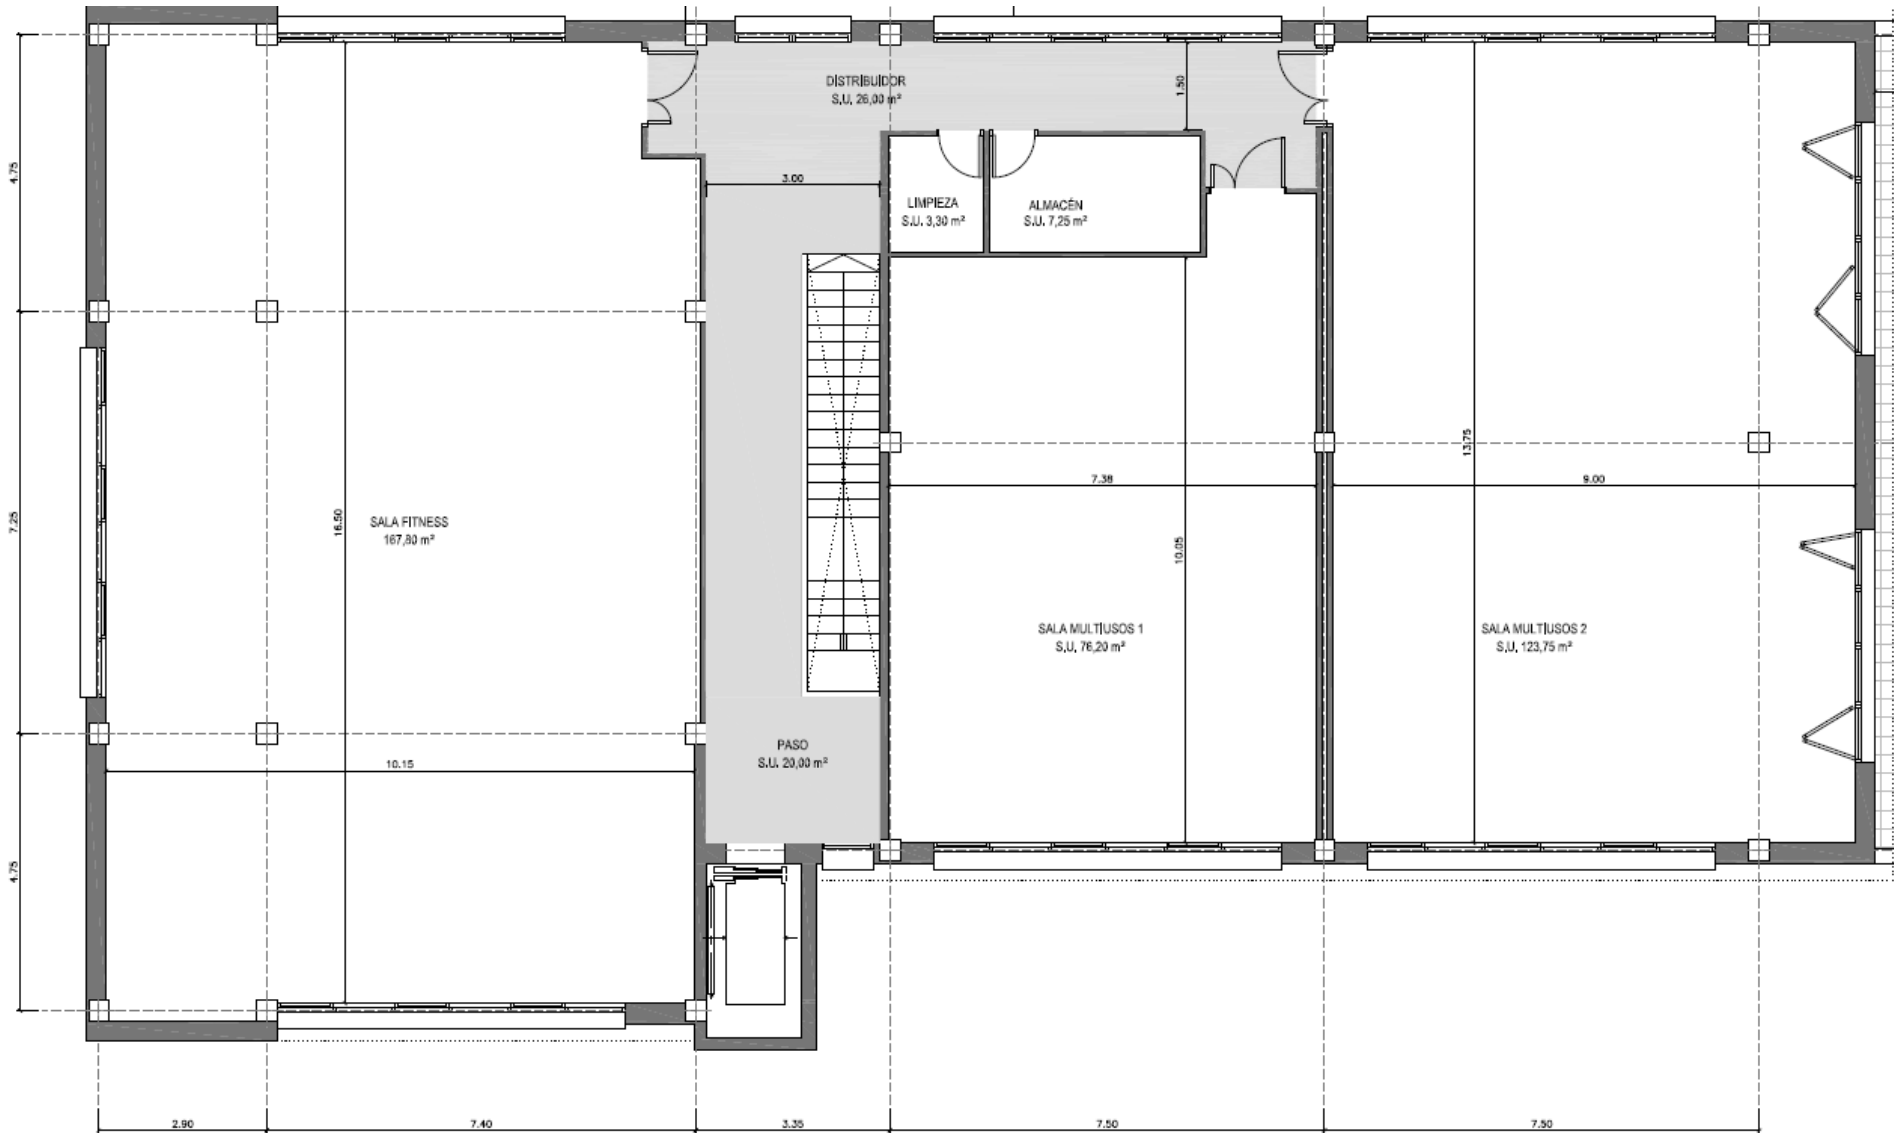 DISTRIBUÍDOR
S.U. 26,00 m²
1.50
4.75
3.00
LIMPIEZA
S.U. 3,30 m²
ALMACÉN
S.U. 7,25 m²
13.75
7.38
9.00
7.25
16.50
SALA FITNESS
167,80 m²
10.05
SALA MULTIUSOS 1
S.U. 76,20 m²
SALA MULTIUSOS 2
S.U. 123,75 m²
PASO
S.U. 20,00 m²
10.15
4.75
2.90
7.40
3.35
7.50
7.50